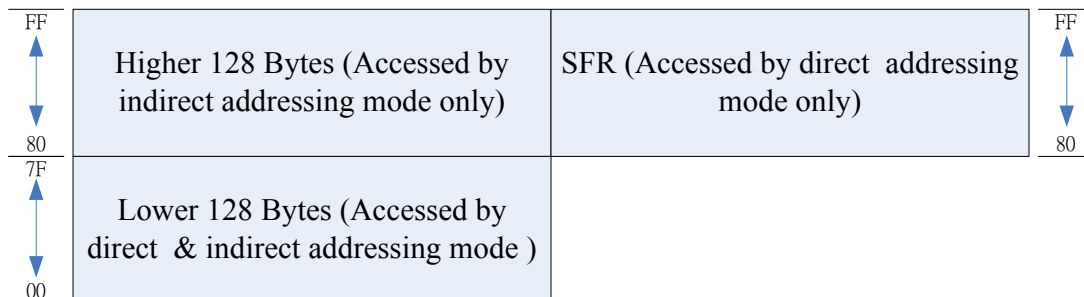 FF
Higher 128 Bytes (Accessed by
indirect addressing mode only)
80
SFR (Accessed by direct addressing
mode only)
FF
80
7F
Lower 128 Bytes (Accessed by
direct & indirect addressing mode )
00